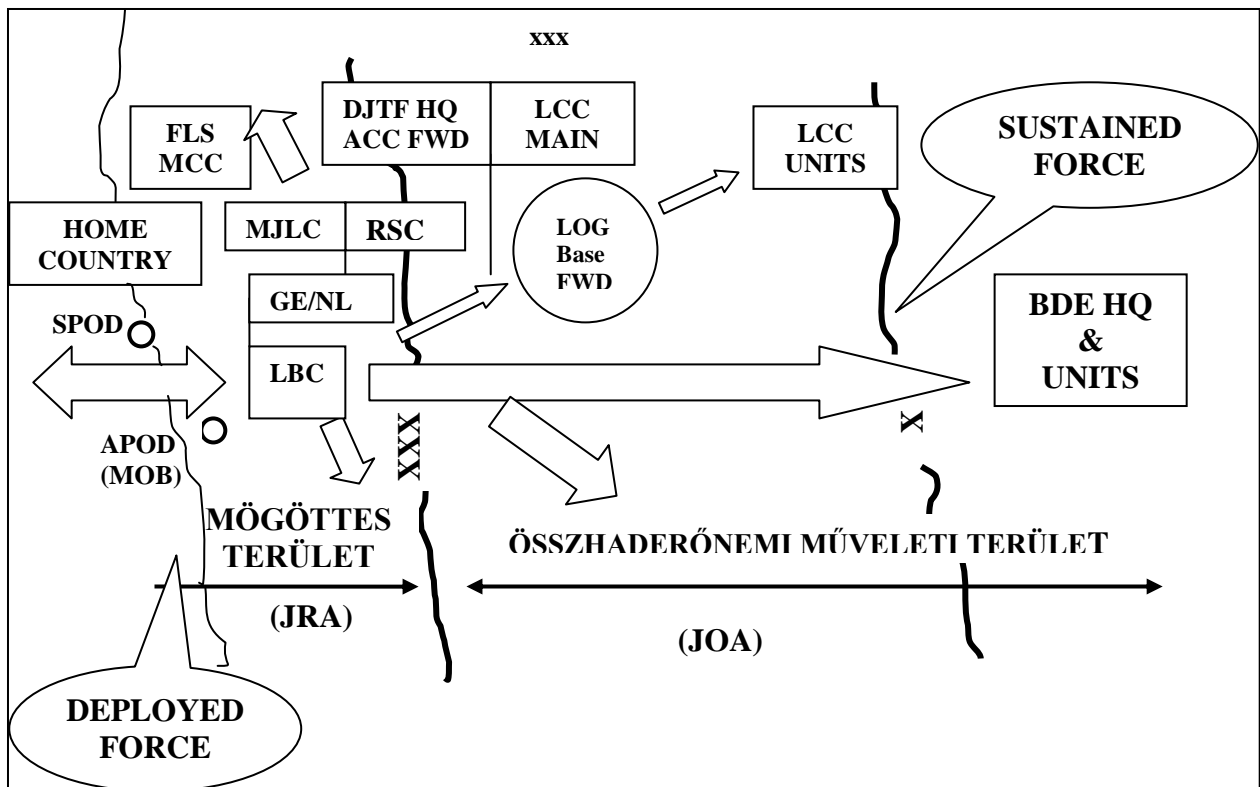 xxx
DJTF HQ
ACC FWD
LCC
MAIN
FLS
MCC
LCC
UNITS
SUSTAINED
FORCE
HOME
COUNTRY
MJLC
RSC
LOG
Base
FWD
GE/NL
SPOD
LBC
BDE HQ
&
UNITS
APOD
(MOB)
XXX
X
MÖGÖTTES
TERÜLET
ÖSSZHADERŐNEMI MŰVELETI TERÜLET
(JRA)
(JOA)
DEPLOYED
FORCE